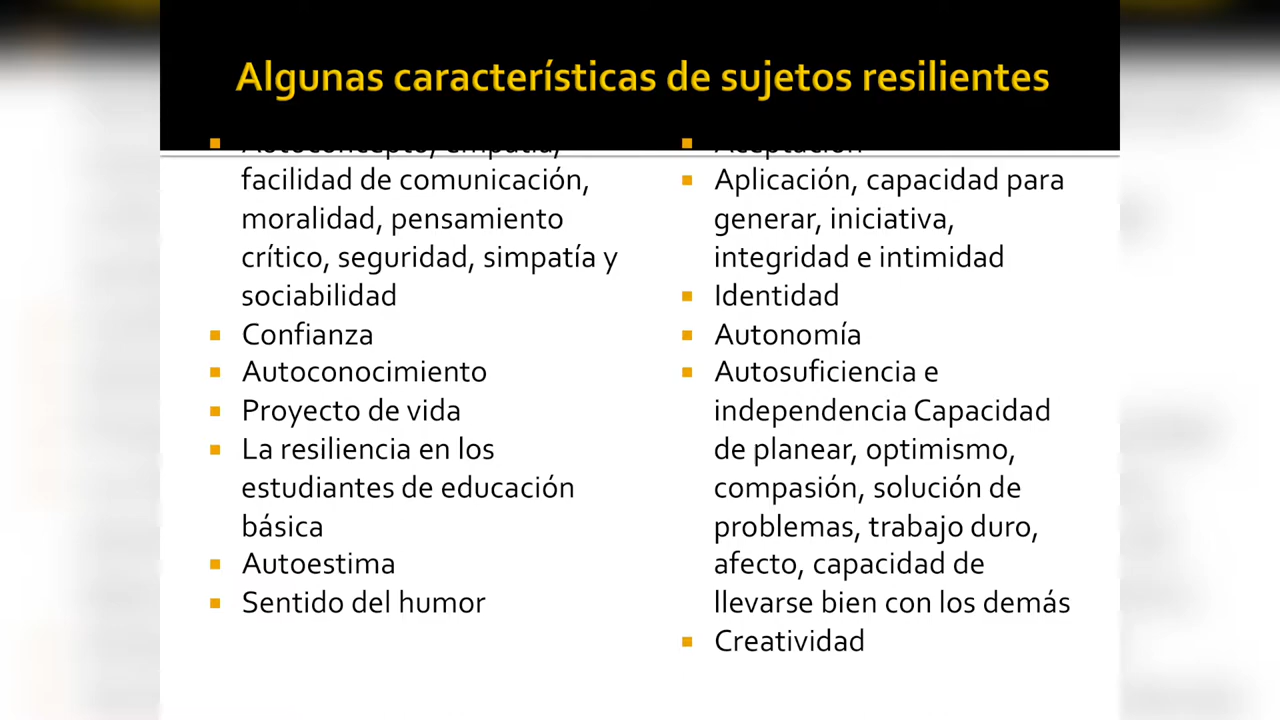 Algunas características de sujetos resilientes
Autoconcepto, empatía,
facilidad de comunicación,
moralidad, pensamiento
crítico, seguridad, simpatía y
sociabilidad
Confianza
Autoconocimiento
Proyecto de vida
La resiliencia en los
estudiantes de educación
básica
Autoestima
Sentido del humor
Aceptación
Aplicación, capacidad para
generar, iniciativa,
integridad e intimidad
Identidad
Autonomía
Autosuficiencia e
independencia Capacidad
de planear, optimismo,
compasión, solución de
problemas, trabajo duro,
afecto, capacidad de
llevarse bien con los demás
Creatividad